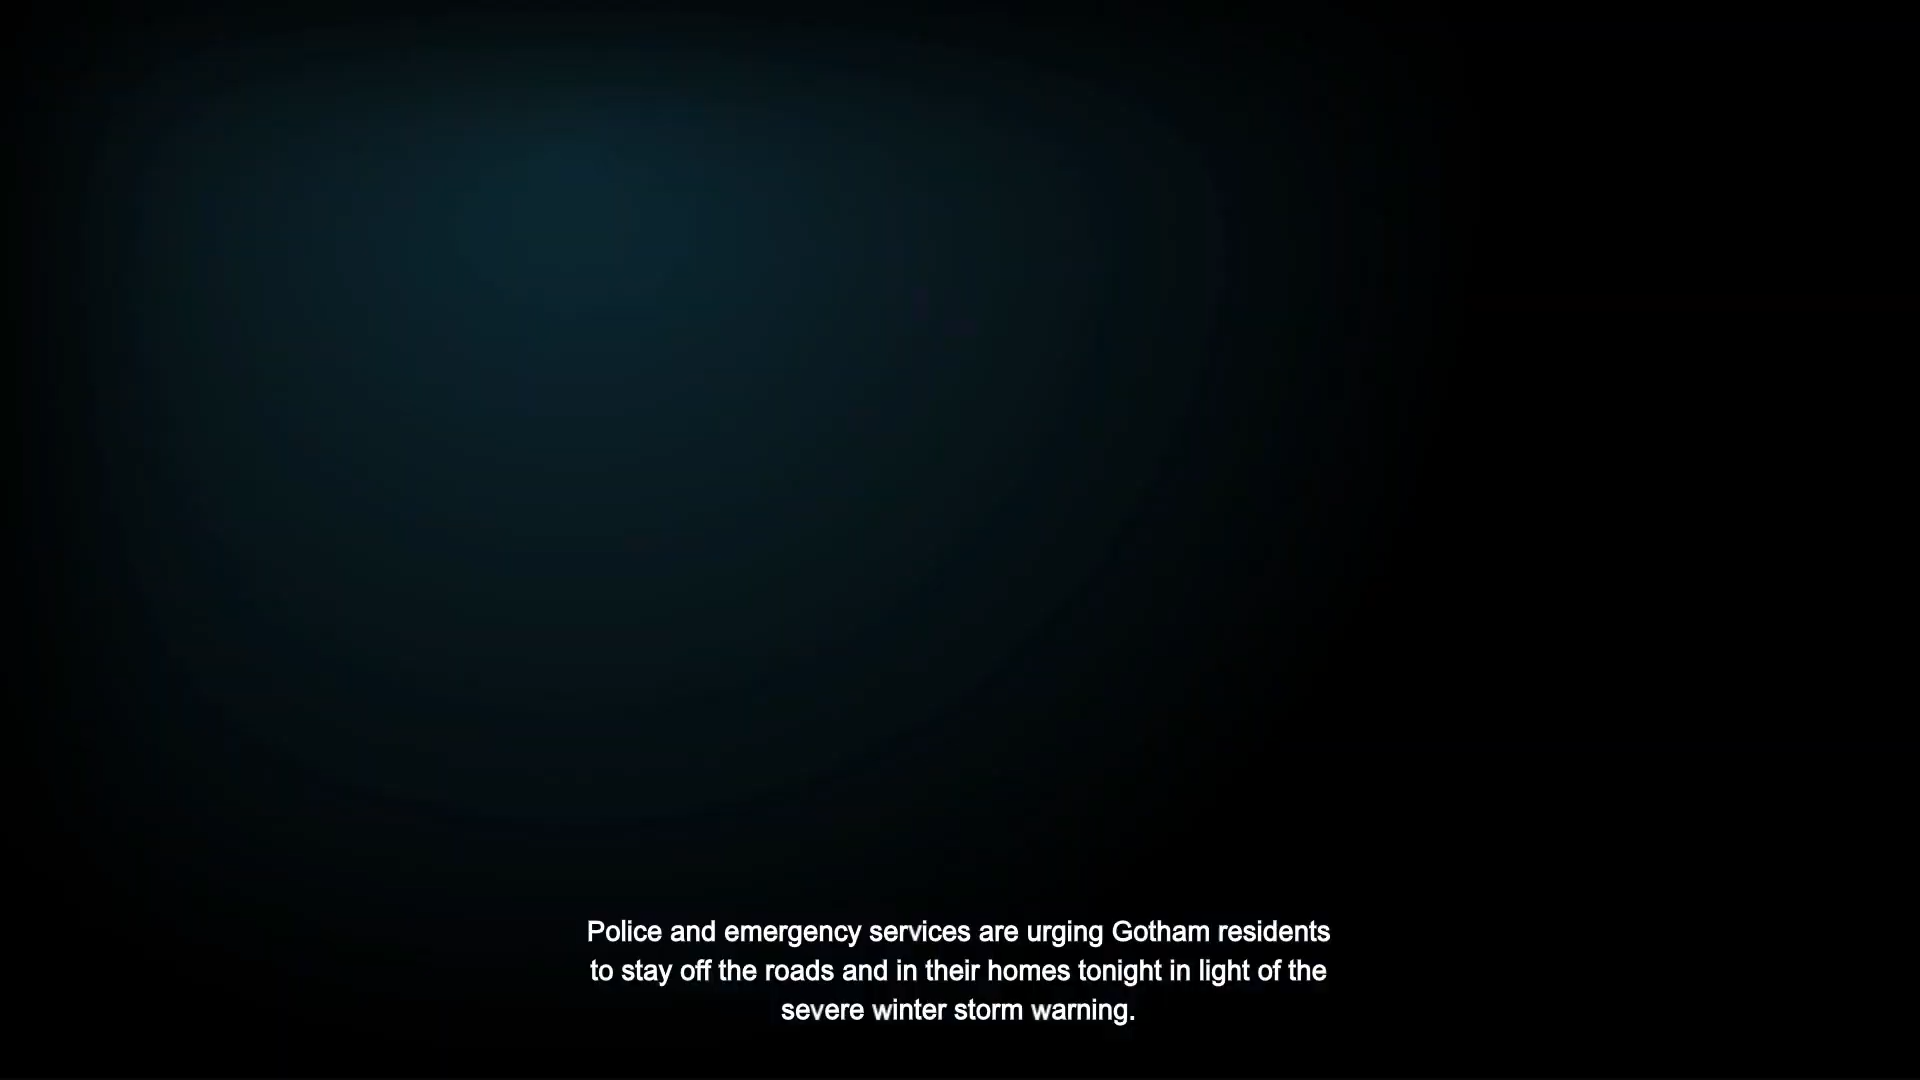 Police and emergency services are urging Gotham residents
to stay off the roads and in their homes tonight in light of the
severe winter storm warning.